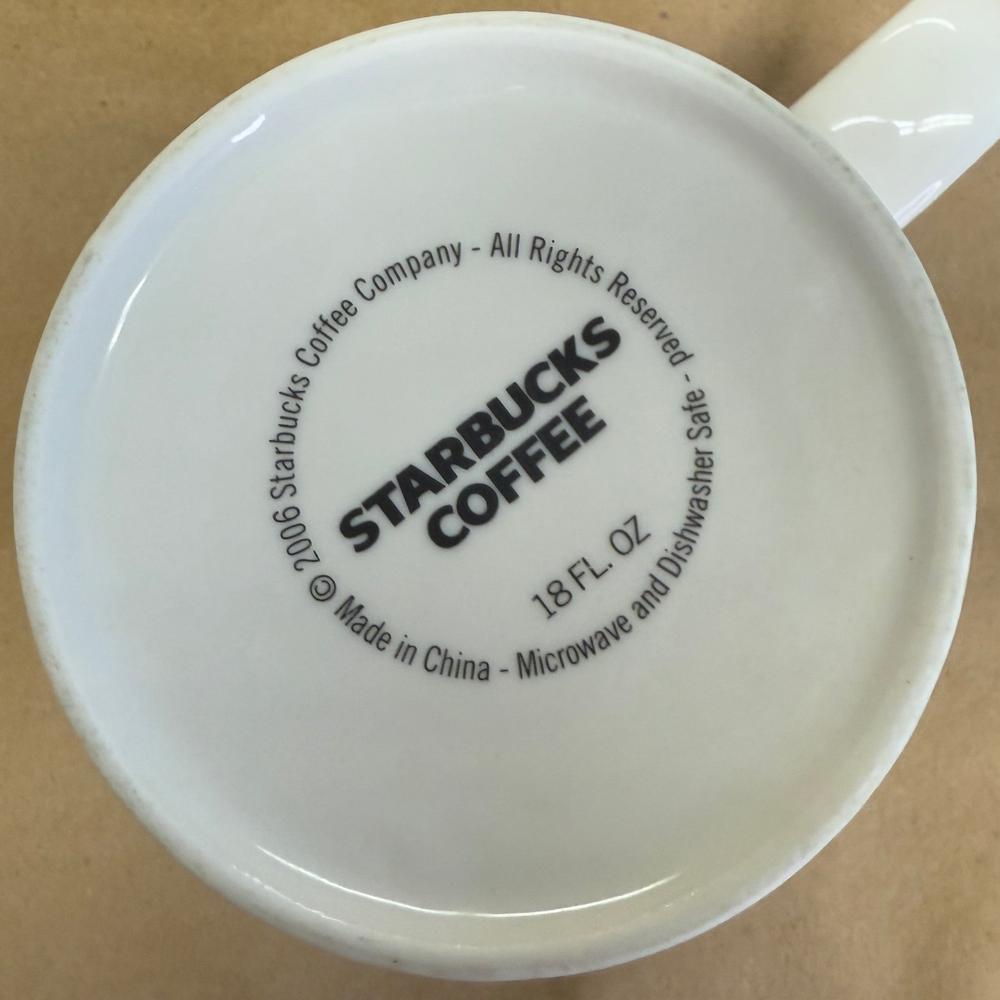 © 2006 Starbucks Coffee Company - All Rights Reserved -
STARBUCKS
COFFEE
18 FL. OZ
Made in China - Microwave and Dishwasher Safe -